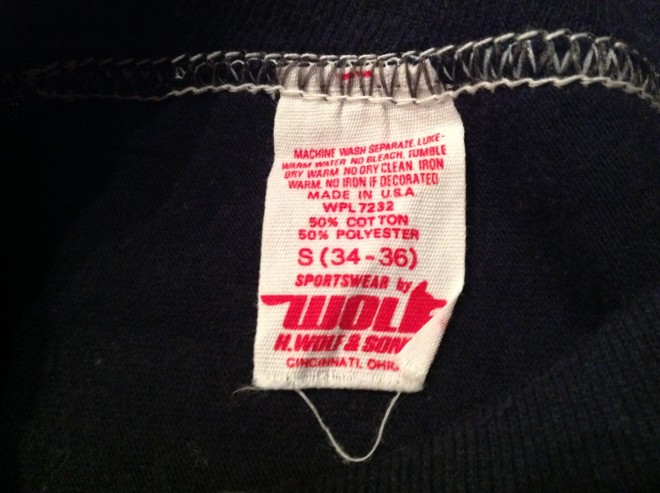 MACHINE WASH SEPARATE. LUKE-
WARM WATER NO BLEACH. TUMBLE
DRY WARM NO DRY CLEAN. IRON
WARM. NO IRON IF DECORATED
MADE IN U.S.A.
WPL 7232
50% COTTON
50% POLYESTER
S (34-36)
SPORTSWEAR by
WOLF
H. WOLF & SON
CINCINNATI, OHIO